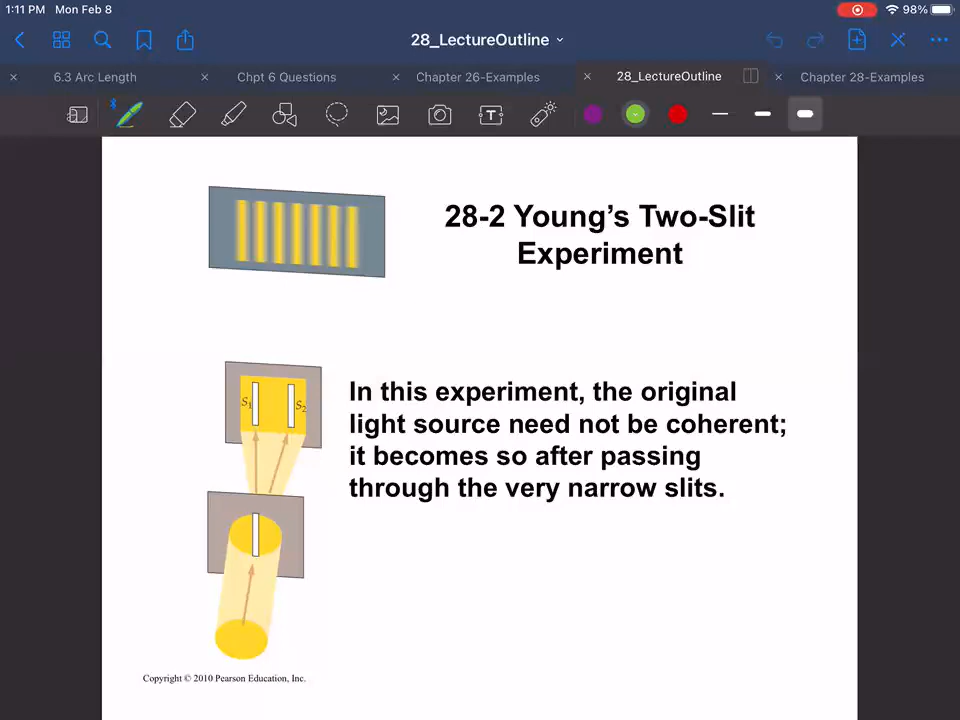 1:11 PM Mon Feb 8
98%
28_LectureOutline
6.3 Arc Length
Chpt 6 Questions
Chapter 26-Examples
28_LectureOutline
Chapter 28-Examples
T
28-2 Young's Two-Slit
Experiment
S1
S2
In this experiment, the original
light source need not be coherent;
it becomes so after passing
through the very narrow slits.
Copyright © 2010 Pearson Education, Inc.